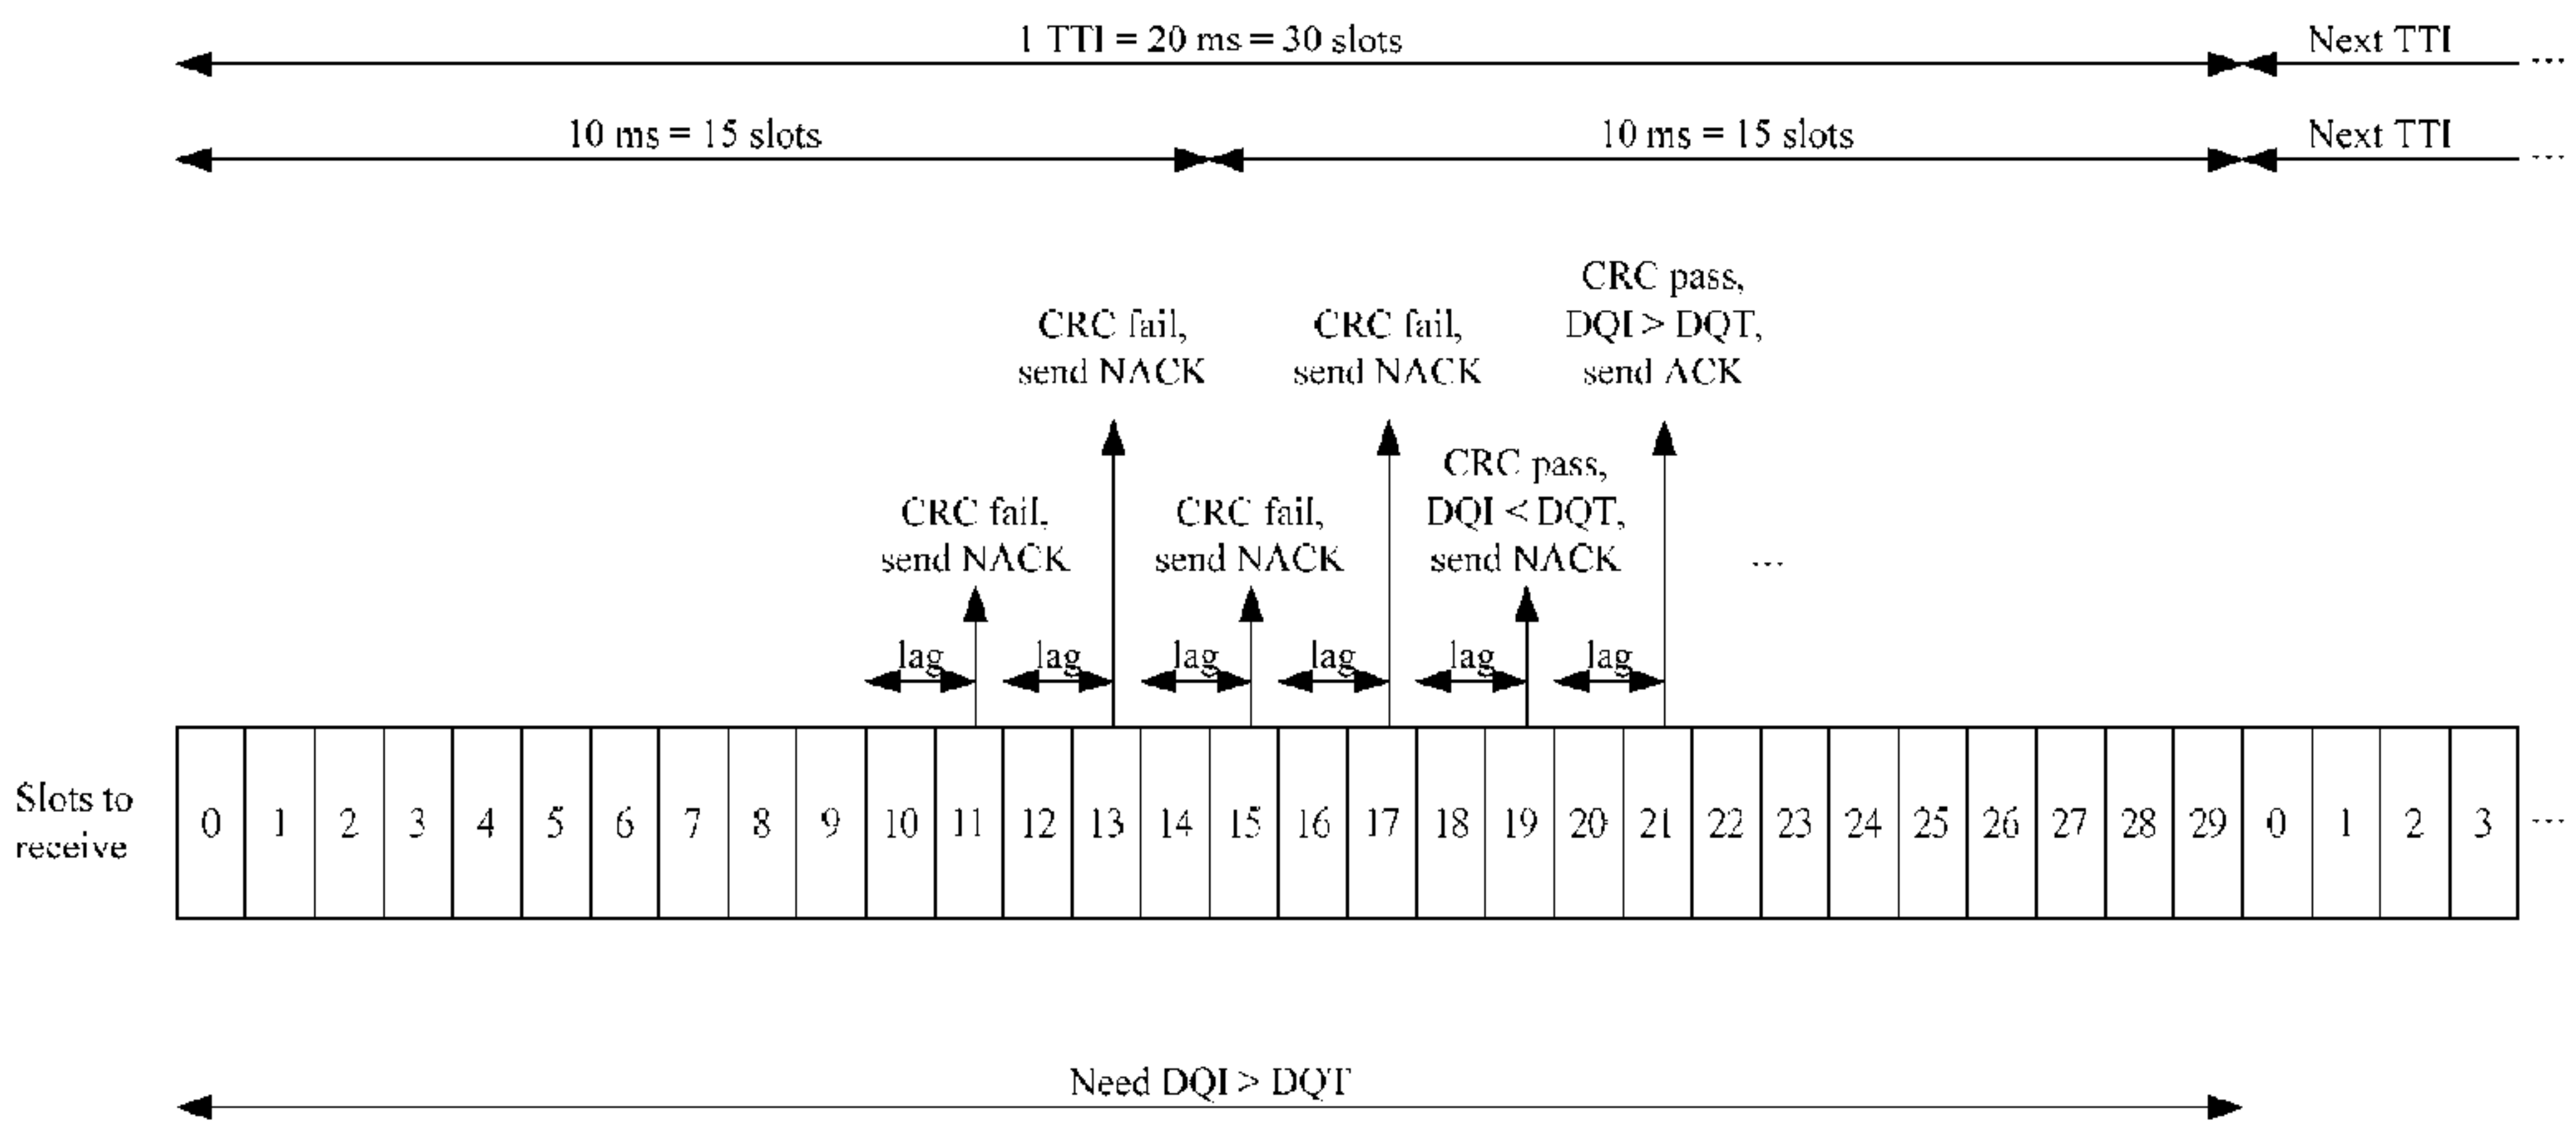 1 TTI = 20 ms = 30 slots
Next TTI
...
10 ms = 15 slots
10 ms = 15 slots
Next TTI
...
CRC fail,
send NACK
CRC fail,
send NACK
CRC pass,
DQI > DQT,
send ACK
CRC fail,
send NACK
CRC fail,
send NACK
CRC pass,
DQI < DQT,
send NACK
...
lag
lag
lag
lag
lag
lag
Slots to
receive
0 1 2 3 4 5 6 7 8 9 10 11 12 13 14 15 16 17 18 19 20 21 22 23 24 25 26 27 28 29 0 1 2 3 ...
Need DQI > DQT